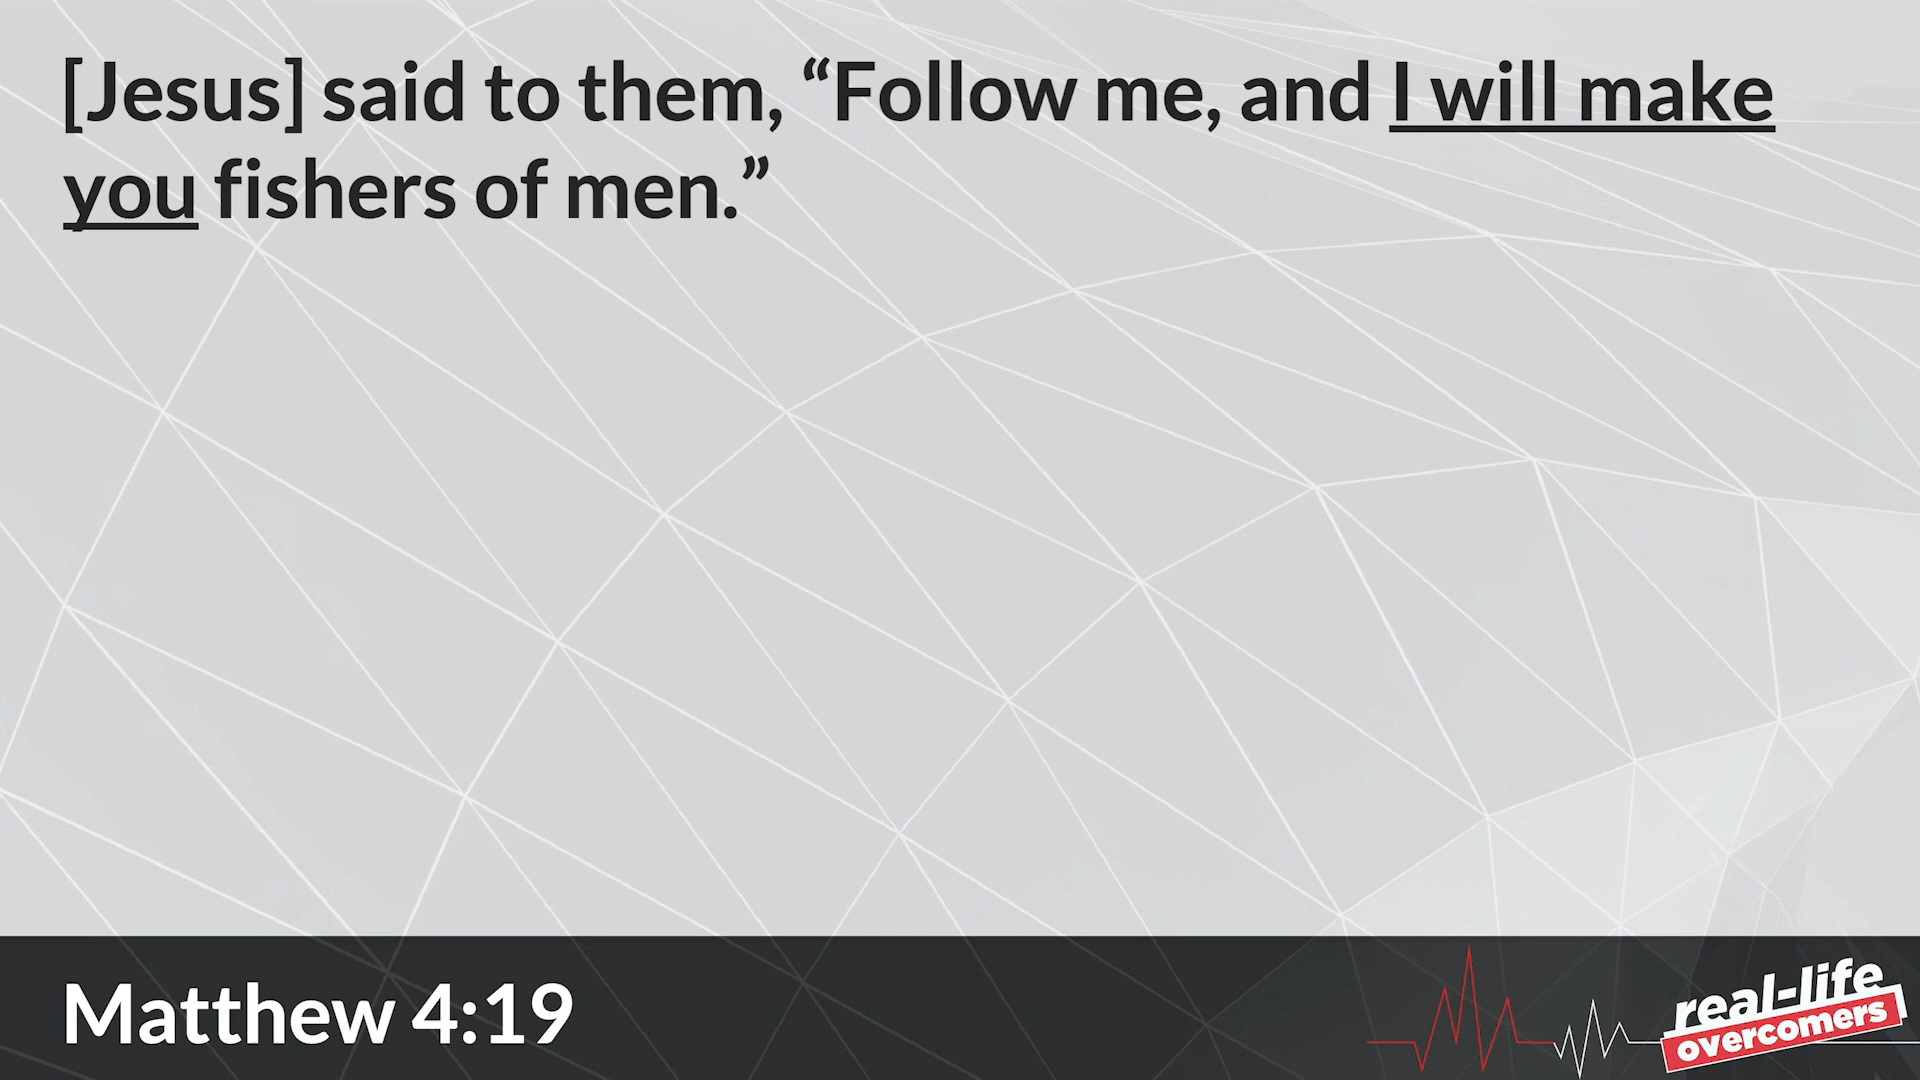 [Jesus] said to them, “Follow me, and I will make
you fishers of men.”
Matthew 4:19
real-life
overcomers